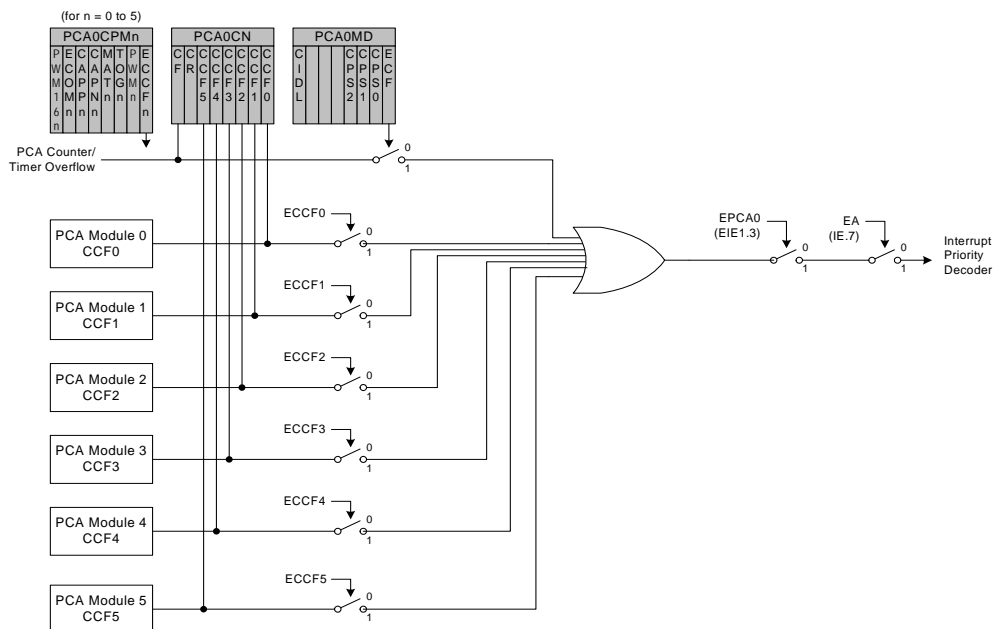 (for n = 0 to 5)
PCA0CPMn
PWM16n
ECOMn
CAPPn
CAPNn
MATn
TOGn
PWMn
ECCFn
PCA0CN
CF
CR
CCF5
CCF4
CCF3
CCF2
CCF1
CCF0
PCA0MD
CIDL
CPS2
CPS1
CPS0
ECF
PCA Counter/
Timer Overflow
0
1
PCA Module 0
CCF0
ECCF0
0
1
EPCA0
(EIE1.3)
0
1
EA
(IE.7)
0
1
Interrupt
Priority
Decoder
PCA Module 1
CCF1
ECCF1
0
1
PCA Module 2
CCF2
ECCF2
0
1
PCA Module 3
CCF3
ECCF3
0
1
PCA Module 4
CCF4
ECCF4
0
1
PCA Module 5
CCF5
ECCF5
0
1